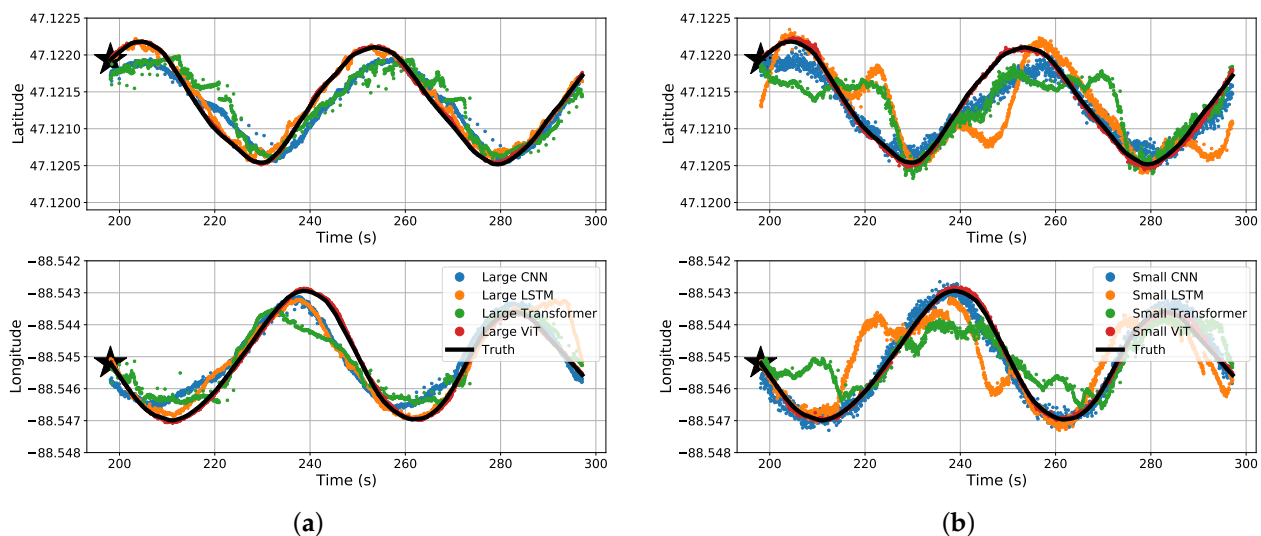 47.1225
47.1220
47.1215
47.1210
47.1205
47.1200
Latitude
200 220 240 260 280 300
Time (s)
−88.542
−88.543
−88.544
−88.545
−88.546
−88.547
−88.548
Longitude
Large CNN
Large LSTM
Large Transformer
Large ViT
Truth
200 220 240 260 280 300
Time (s)
(a)
47.1225
47.1220
47.1215
47.1210
47.1205
47.1200
Latitude
200 220 240 260 280 300
Time (s)
−88.542
−88.543
−88.544
−88.545
−88.546
−88.547
−88.548
Longitude
Small CNN
Small LSTM
Small Transformer
Small ViT
Truth
200 220 240 260 280 300
Time (s)
(b)